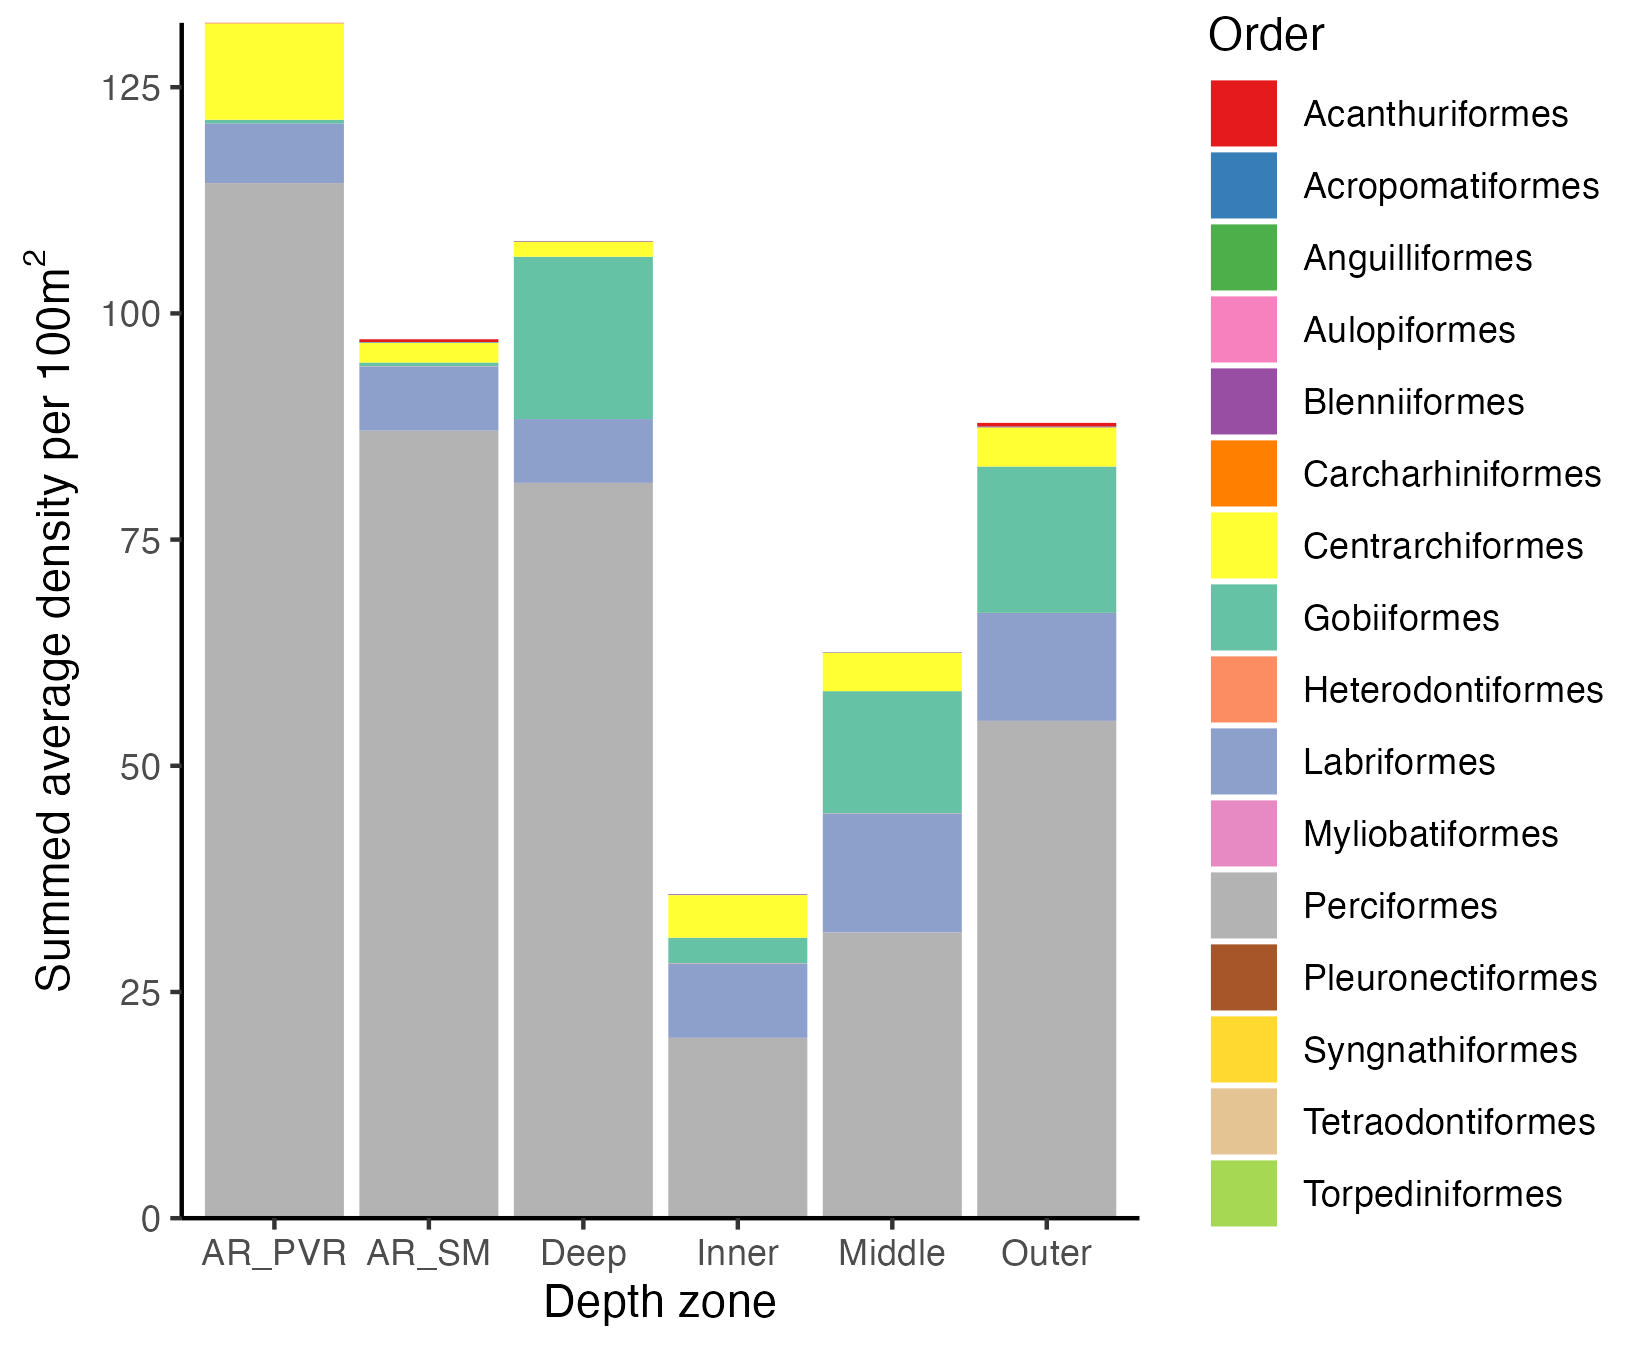 Order
Acanthuriformes
Acropomatiformes
Anguilliformes
Aulopiformes
Blenniiformes
Carcharhiniformes
Centrarchiformes
Gobiiformes
Heterodontiformes
Labriformes
Myliobatiformes
Perciformes
Pleuronectiformes
Syngnathiformes
Tetraodontiformes
Torpediniformes
Summed average density per 100m²
125
100
75
50
25
0
AR_PVR AR_SM Deep Inner Middle Outer
Depth zone